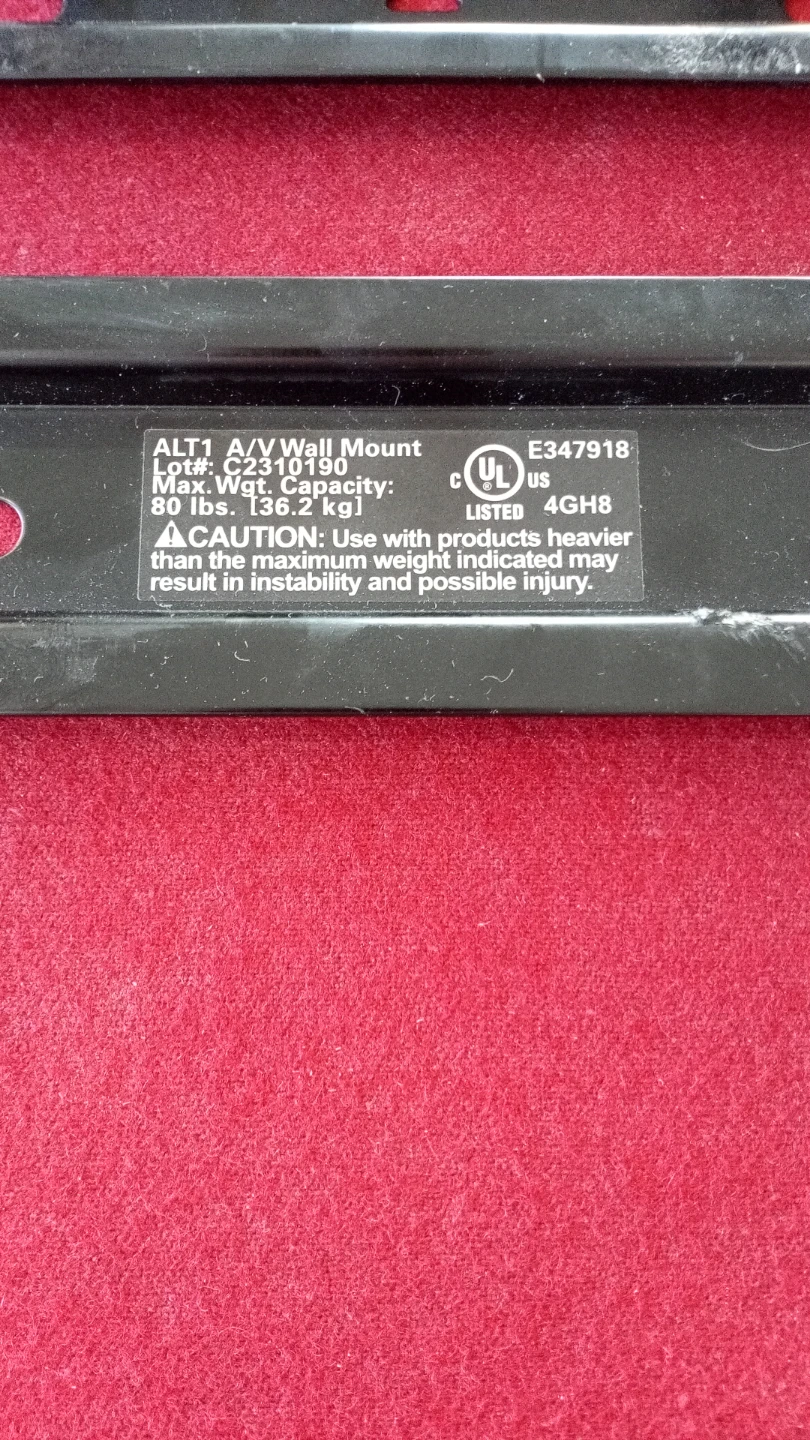 ALT1 A/V Wall Mount
Lot#: C2310190
Max. Wgt. Capacity:
80 lbs. [36.2 kg]
C UL ® US
LISTED
E347918
4GH8
CAUTION: Use with products heavier
than the maximum weight indicated may
result in instability and possible injury.